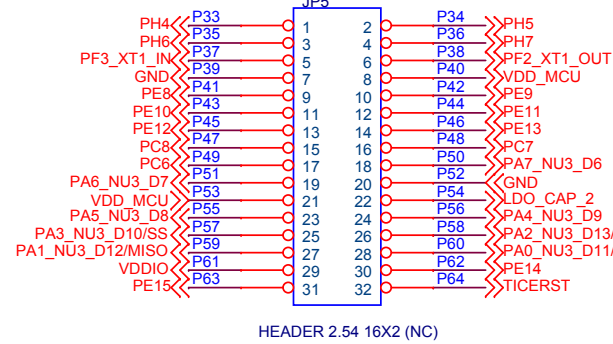 JP5
PH4 P33 1 2 P34 PH5
PH6 P35 3 4 P36 PH7
PF3_XT1_IN P37 5 6 P38 PF2_XT1_OUT
GND P39 7 8 P40 VDD_MCU
PE8 P41 9 10 P42 PE9
PE10 P43 11 12 P44 PE11
PE12 P45 13 14 P46 PE13
PC8 P47 15 16 P48 PC7
PC6 P49 17 18 P50 PA7_NU3_D6
PA6_NU3_D7 P51 19 20 P52 GND
VDD_MCU P53 21 22 P54 LDO_CAP_2
PA5_NU3_D8 P55 23 24 P56 PA4_NU3_D9
PA3_NU3_D10/SS P57 25 26 P58 PA2_NU3_D13/
PA1_NU3_D12/MISO P59 27 28 P60 PA0_NU3_D11/
VDDIO P61 29 30 P62 PE14
PE15 P63 31 32 P64 TICERST
HEADER 2.54 16X2 (NC)